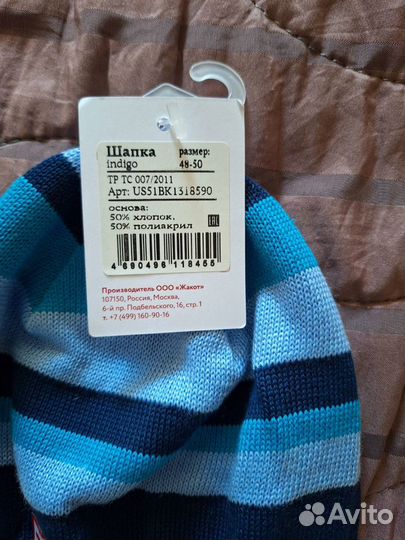 Шапка размер:
indigo 48-50
ТР ТС 007/2011
Арт: US51BK1318590
основа:
50% хлопок,
50% полиакрил
EAC
4 690496 118455
Производитель ООО «Жакот»
107150, Россия, Москва,
6-й пр. Подбельского, 16, стр.1
т. +7 (499) 160-90-16
Avito